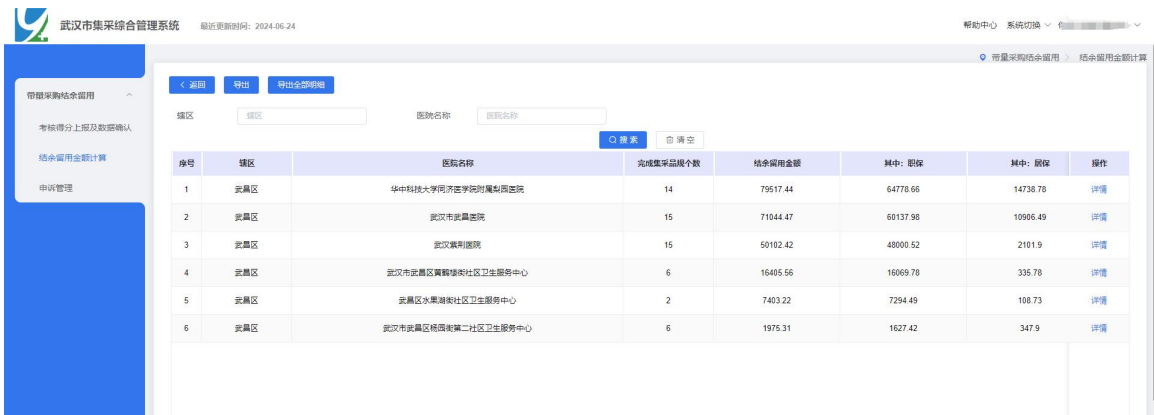 武汉市集采综合管理系统 最近更新时间：2024-06-24 帮助中心 系统切换
带量采购结余留用 结余留用金额计算
带量采购结余留用
考核得分上报及数据确认
结余留用金额计算
申诉管理
返回 导出 导出全部明细
辖区 辖区 医院名称 医院名称
搜索 清空
序号 辖区 医院名称 完成集采品规个数 结余留用金额 其中：职保 其中：居保 操作
1 武昌区 华中科技大学同济医学院附属梨园医院 14 79517.44 64778.66 14738.78 详情
2 武昌区 武汉市武昌医院 15 71044.47 60137.98 10906.49 详情
3 武昌区 武汉紫荆医院 15 50102.42 48000.52 2101.9 详情
4 武昌区 武汉市武昌区黄鹤楼街社区卫生服务中心 6 16405.56 16069.78 335.78 详情
5 武昌区 武昌区水果湖街社区卫生服务中心 2 7403.22 7294.49 108.73 详情
6 武昌区 武汉市武昌区杨园街第二社区卫生服务中心 6 1975.31 1627.42 347.9 详情